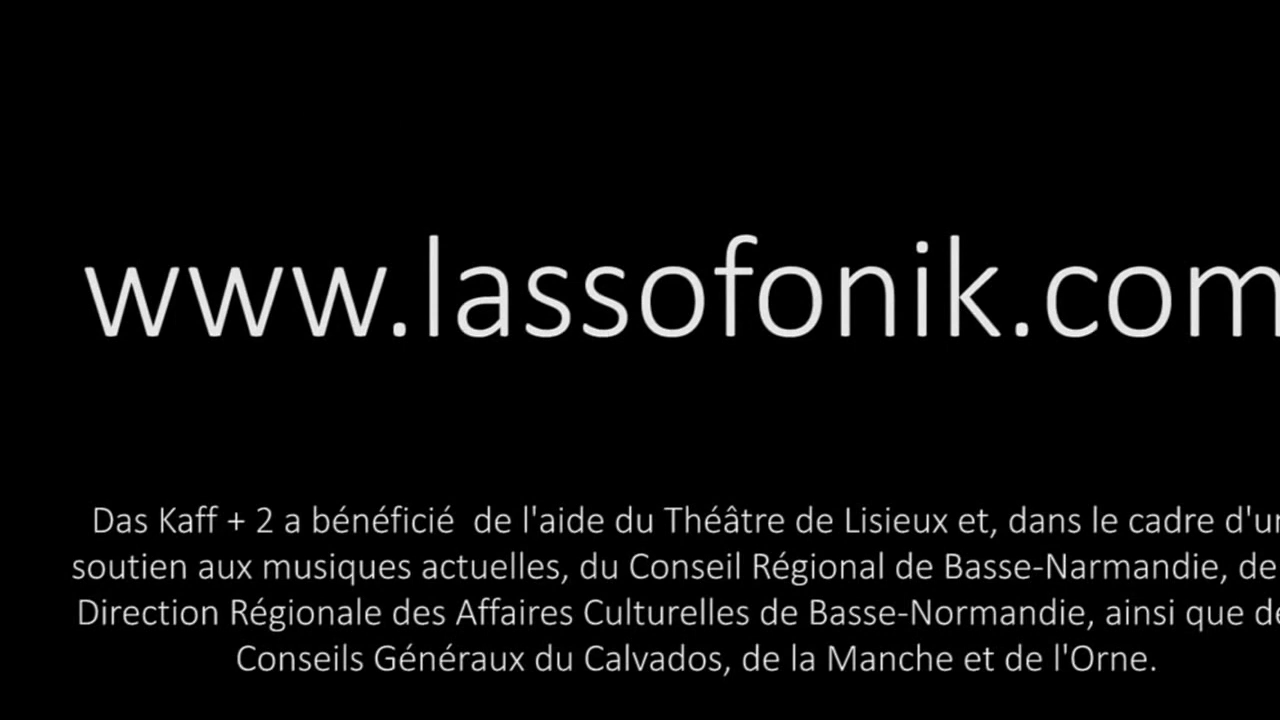 www.lassofonik.com
Das Kaff + 2 a bénéficié  de l'aide du Théâtre de Lisieux et, dans le cadre d'un
soutien aux musiques actuelles, du Conseil Régional de Basse-Narmandie, de
Direction Régionale des Affaires Culturelles de Basse-Normandie, ainsi que de
Conseils Généraux du Calvados, de la Manche et de l'Orne.